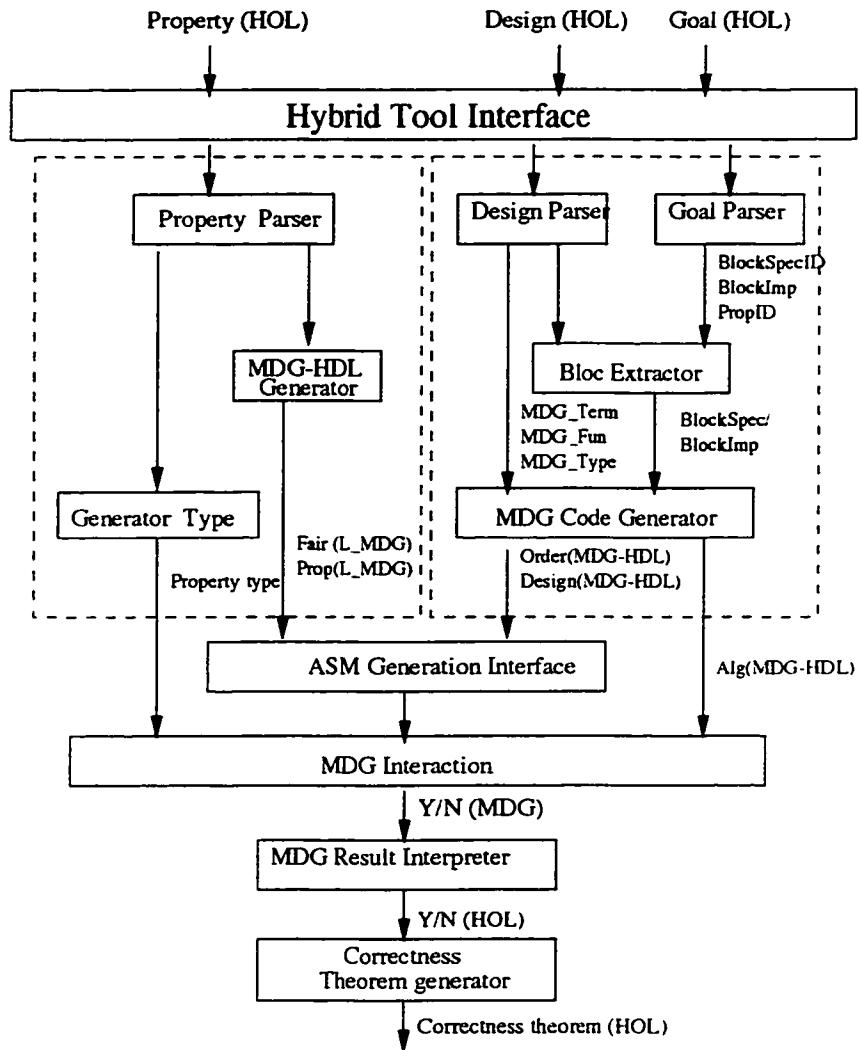 Property (HOL)
Design (HOL)
Goal (HOL)
Hybrid Tool Interface
Property Parser
Design Parser
Goal Parser
BlockSpecID
BlockImp
PropID
MDG-HDL
Generator
Bloc Extractor
MDG_Term
MDG_Fun
MDG_Type
BlockSpec/
BlockImp
Generator Type
MDG Code Generator
Fair (L_MDG)
Prop(L_MDG)
Property type
Order(MDG-HDL)
Design(MDG-HDL)
ASM Generation Interface
Alg(MDG-HDL)
MDG Interaction
Y/N (MDG)
MDG Result Interpreter
Y/N (HOL)
Correctness
Theorem generator
Correctness theorem (HOL)